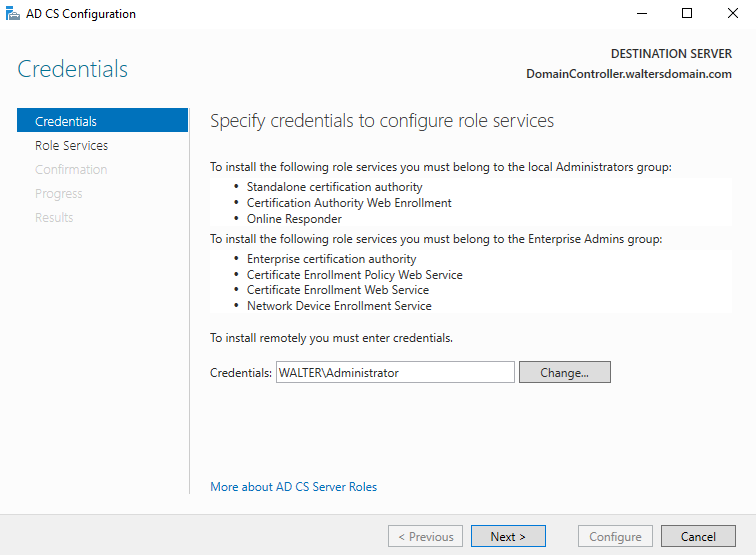 AD CS Configuration
Credentials
DESTINATION SERVER
DomainController.waltersdomain.com
Credentials
Role Services
Confirmation
Progress
Results
Specify credentials to configure role services
To install the following role services you must belong to the local Administrators group:
• Standalone certification authority
• Certification Authority Web Enrollment
• Online Responder
To install the following role services you must belong to the Enterprise Admins group:
• Enterprise certification authority
• Certificate Enrollment Policy Web Service
• Certificate Enrollment Web Service
• Network Device Enrollment Service
To install remotely you must enter credentials.
Credentials: WALTER\Administrator Change...
More about AD CS Server Roles
< Previous Next > Configure Cancel